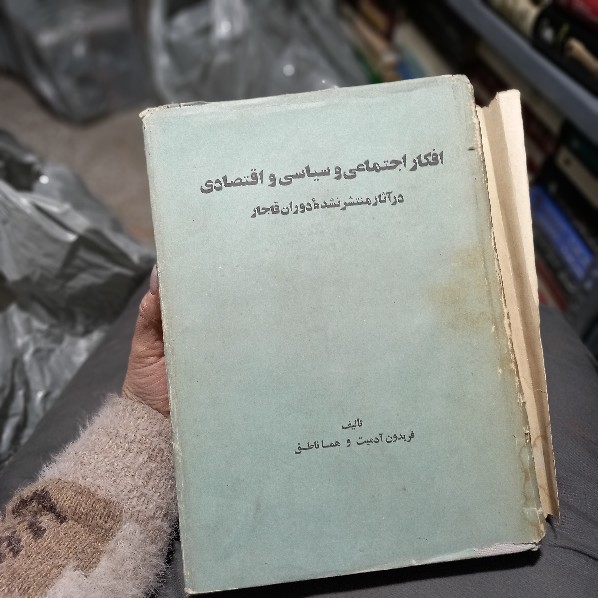 افکار اجتماعی و سیاسی و اقتصادی
در آثار منتشر نشدهٔ دوران قاجار
تألیف
فریدون آدمیت و هما ناطق